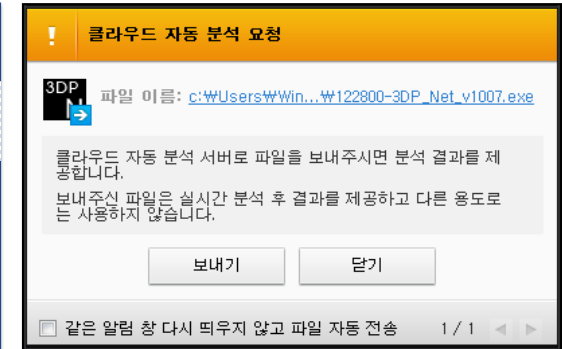 ! 클라우드 자동 분석 요청
3DP
N
파일 이름: c:₩Users₩Win...₩122800-3DP_Net_v1007.exe
클라우드 자동 분석 서버로 파일을 보내주시면 분석 결과를 제
공합니다.
보내주신 파일은 실시간 분석 후 결과를 제공하고 다른 용도로
는 사용하지 않습니다.
보내기 닫기
같은 알림 창 다시 띄우지 않고 파일 자동 전송 1 / 1